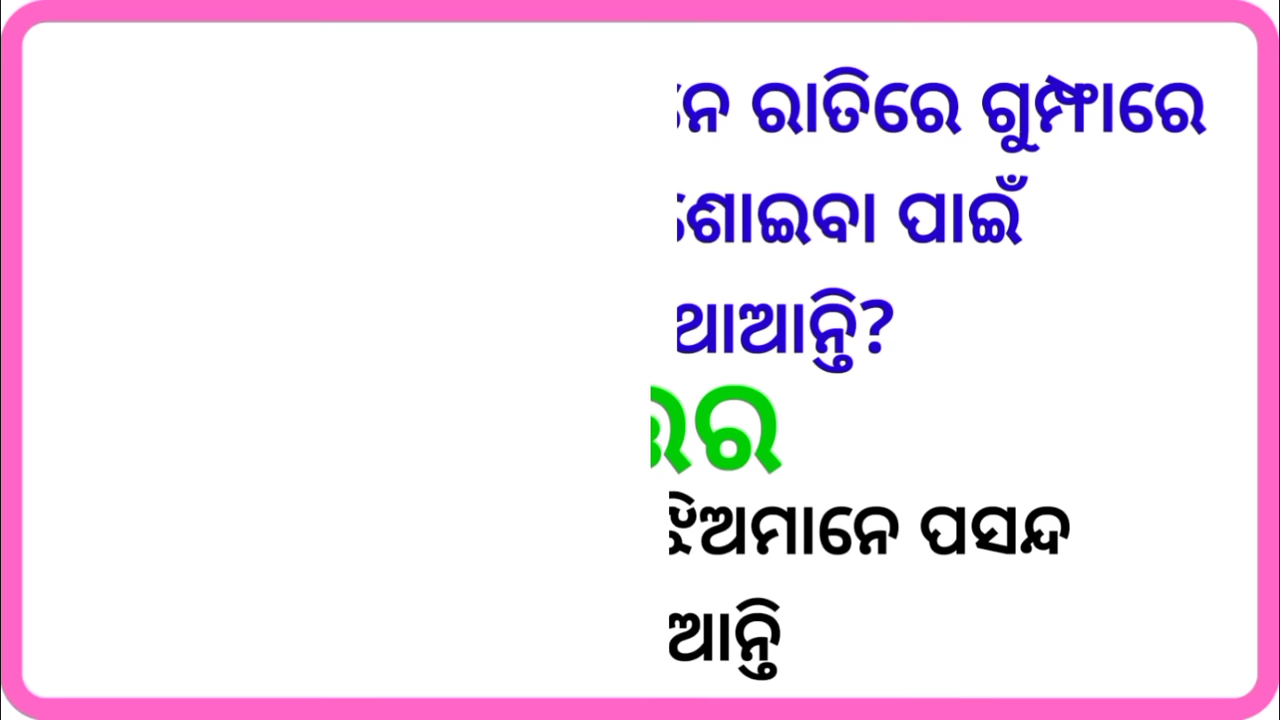 ରାତିରେ ଗୁମ୍ଫାରେ
ଶୋଇବା ପାଇଁ
ଥାଆନ୍ତି?
ର
ଝିଅମାନେ ପସନ୍ଦ
ଆନ୍ତି